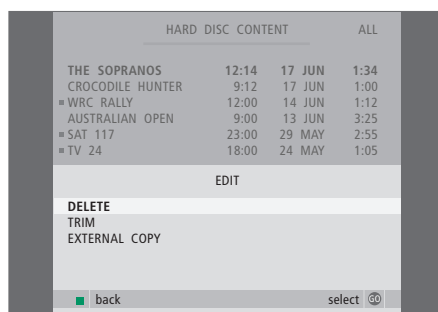 HARD DISC CONTENT ALL
THE SOPRANOS 12:14 17 JUN 1:34
CROCODILE HUNTER 9:12 17 JUN 1:00
WRC RALLY 12:00 14 JUN 1:12
AUSTRALIAN OPEN 9:00 13 JUN 3:25
SAT 117 23:00 29 MAY 2:55
TV 24 18:00 24 MAY 1:05
EDIT
DELETE
TRIM
EXTERNAL COPY
back select GO